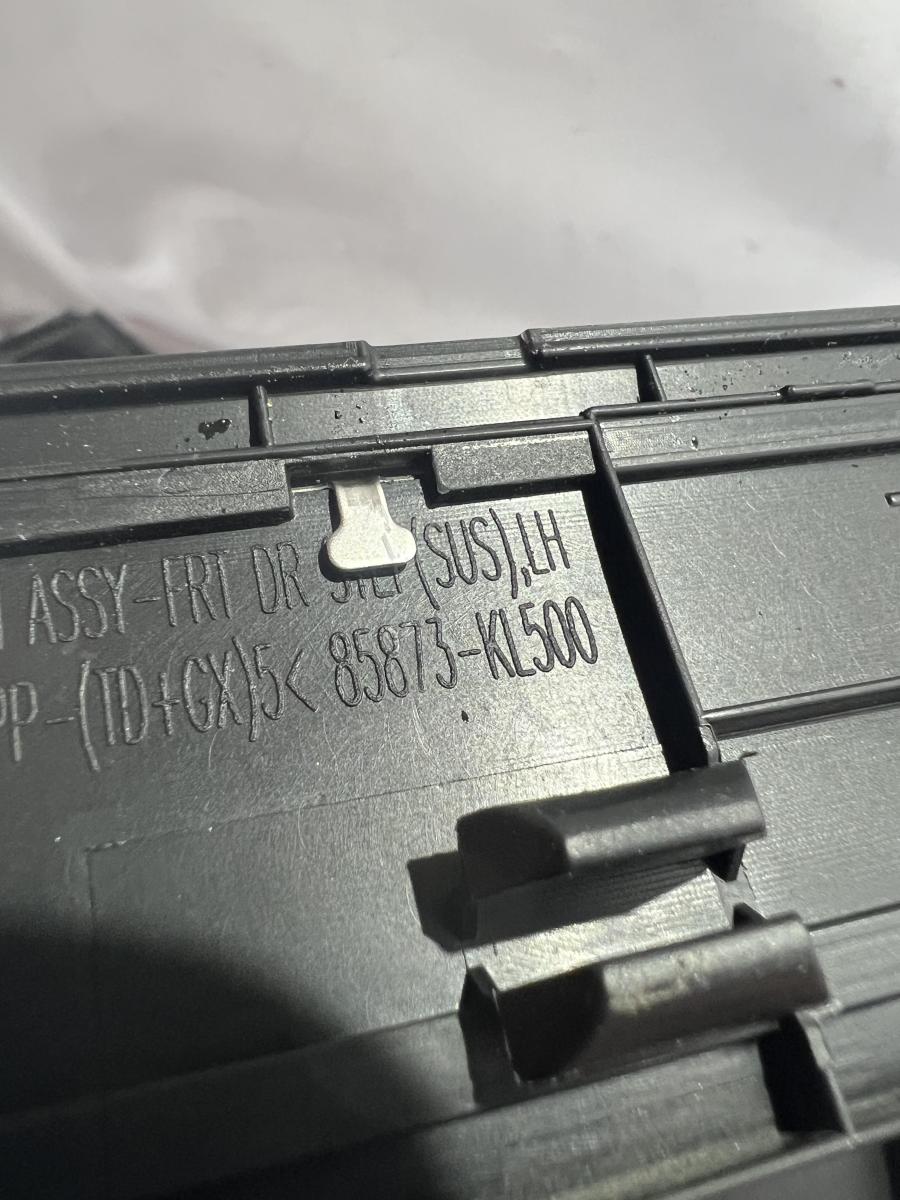 ASSY-FRT DR (SUS),LH
PP-(TD+GX)5< 85873-KL500